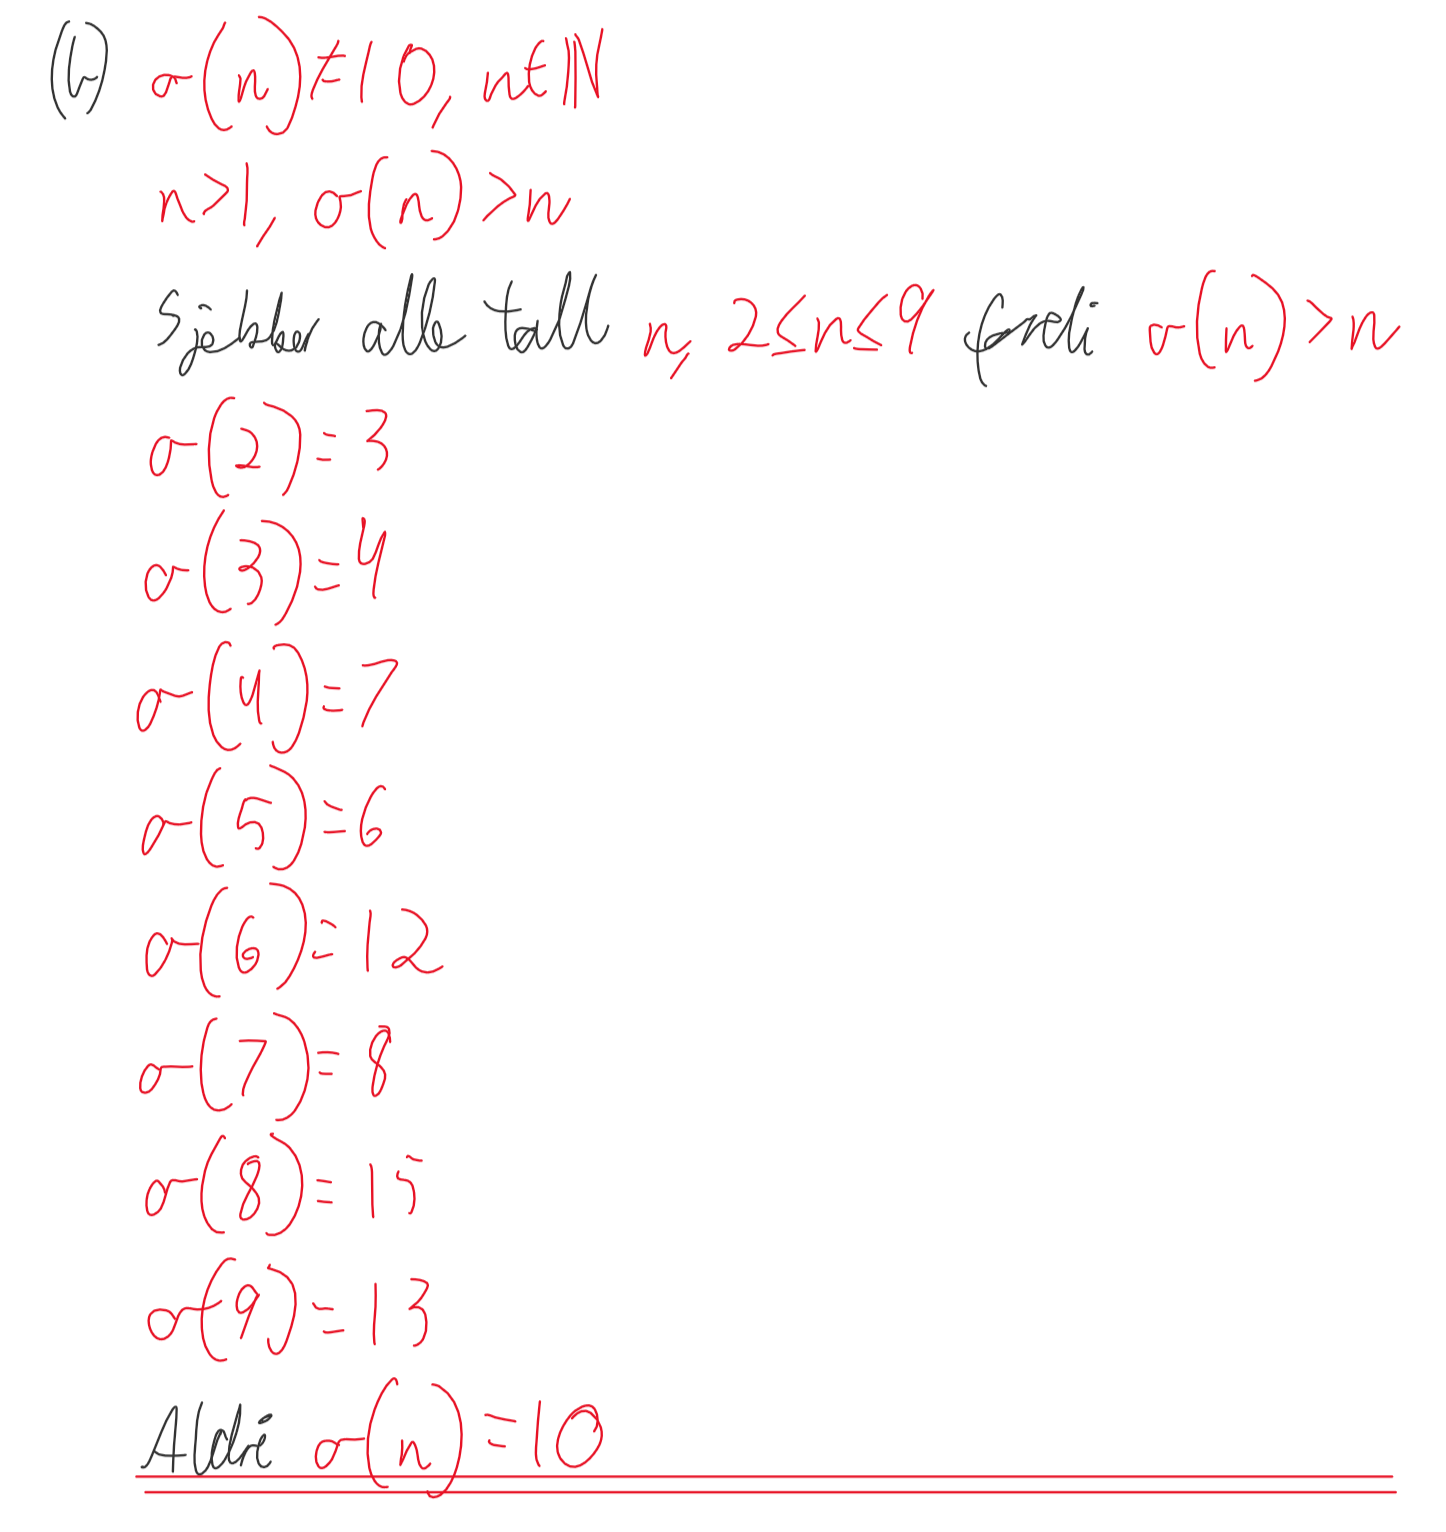 (b) σ(n)≠10, n∈ℕ
n>1, σ(n)>n
Sjekker alle tall n, 2≤n≤9 fordi σ(n)>n
σ(2)=3
σ(3)=4
σ(4)=7
σ(5)=6
σ(6)=12
σ(7)=8
σ(8)=15
σ(9)=13
Aldri σ(n)=10